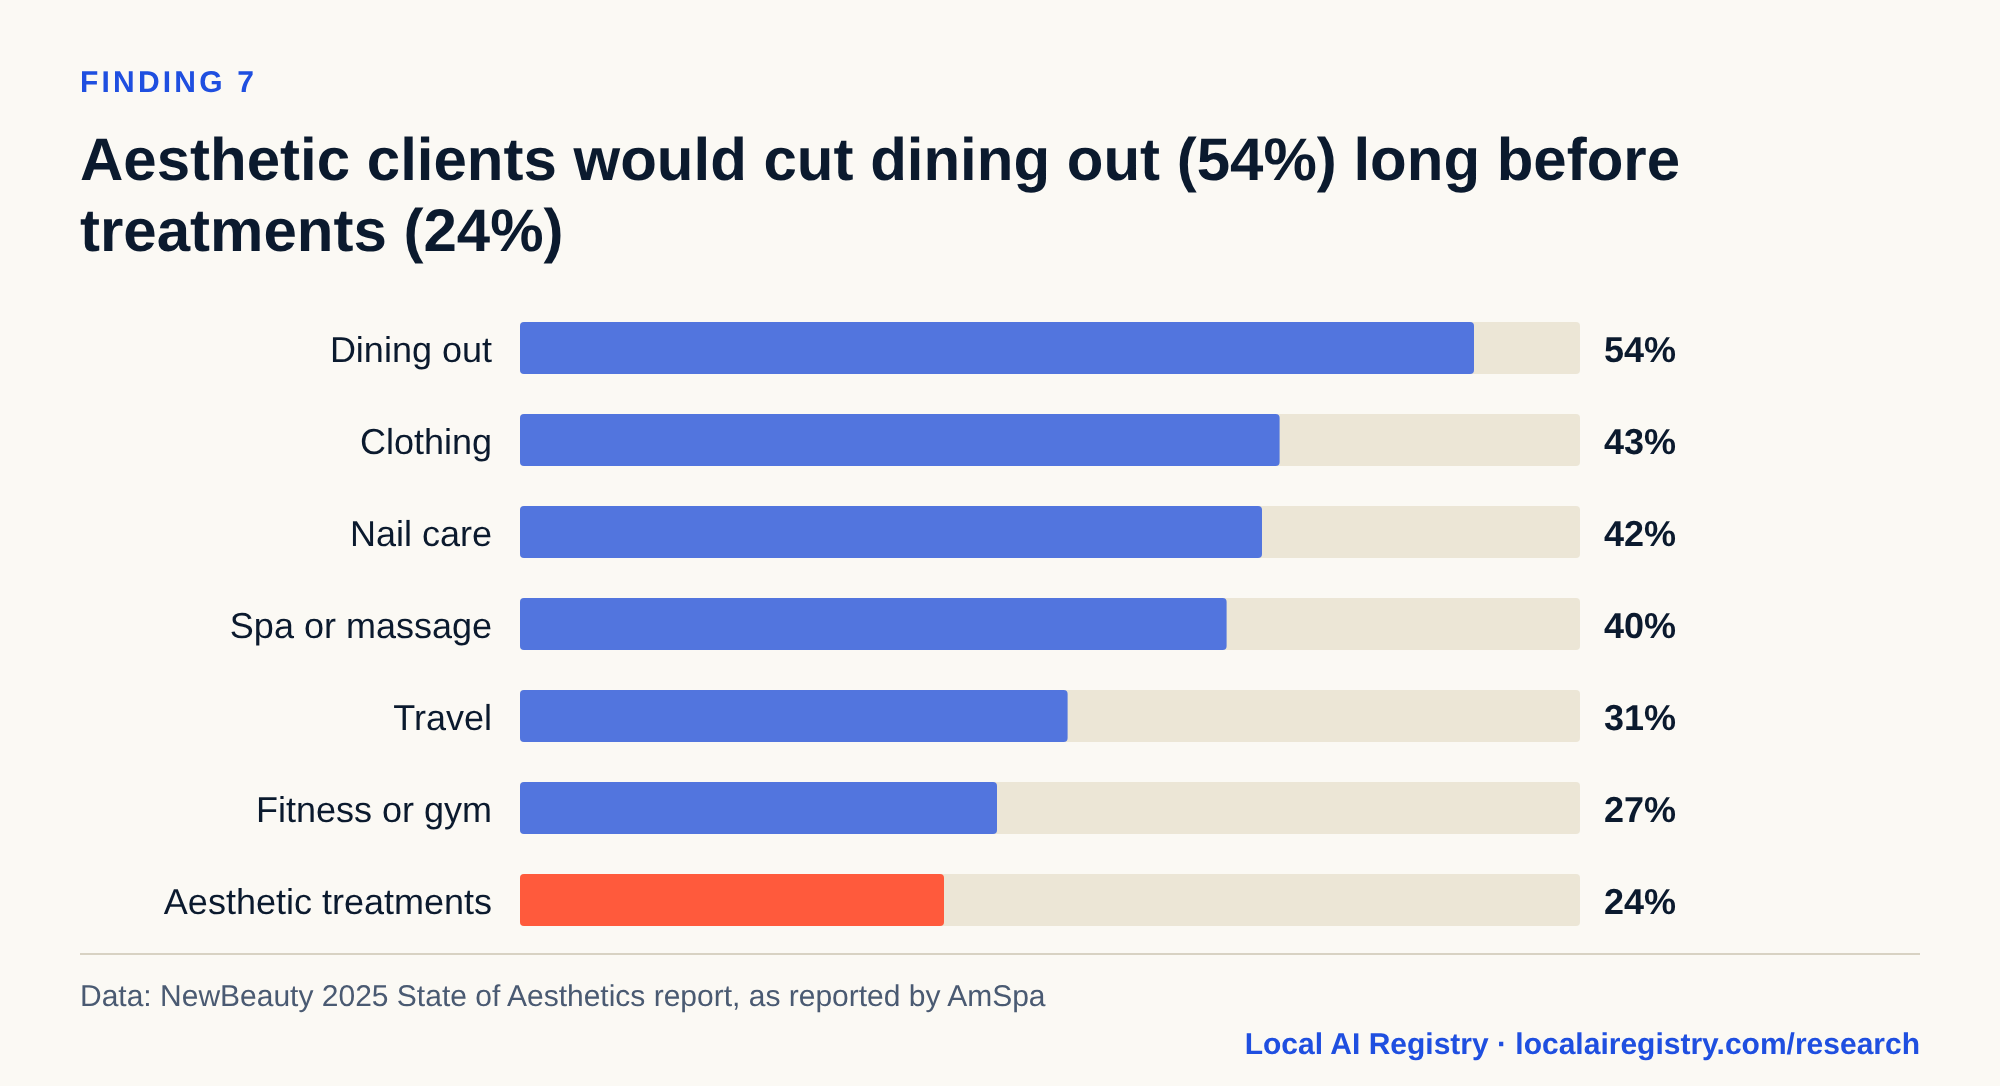 FINDING 7
Aesthetic clients would cut dining out (54%) long before
treatments (24%)
Dining out 54%
Clothing 43%
Nail care 42%
Spa or massage 40%
Travel 31%
Fitness or gym 27%
Aesthetic treatments 24%
Data: NewBeauty 2025 State of Aesthetics report, as reported by AmSpa
Local AI Registry · localairegistry.com/research